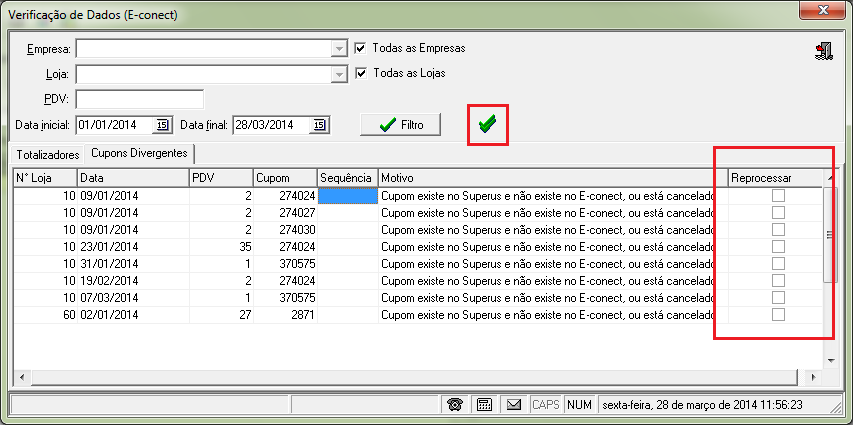 Verificação de Dados (E-conect)
Empresa: Todas as Empresas
Loja: Todas as Lojas
PDV:
Data inicial: 01/01/2014 15 Data final: 28/03/2014 15 Filtro
Totalizadores Cupons Divergentes
N° Loja Data PDV Cupom Sequência Motivo Reprocessar
10 09/01/2014 2 274024 Cupom existe no Superus e não existe no E-conect, ou está cancelado
10 09/01/2014 2 274027 Cupom existe no Superus e não existe no E-conect, ou está cancelado
10 09/01/2014 2 274030 Cupom existe no Superus e não existe no E-conect, ou está cancelado
10 23/01/2014 35 274024 Cupom existe no Superus e não existe no E-conect, ou está cancelado
10 31/01/2014 1 370575 Cupom existe no Superus e não existe no E-conect, ou está cancelado
10 19/02/2014 2 274024 Cupom existe no Superus e não existe no E-conect, ou está cancelado
10 07/03/2014 1 370575 Cupom existe no Superus e não existe no E-conect, ou está cancelado
60 02/01/2014 27 2871 Cupom existe no Superus e não existe no E-conect, ou está cancelado
CAPS NUM sexta-feira, 28 de março de 2014 11:56:23